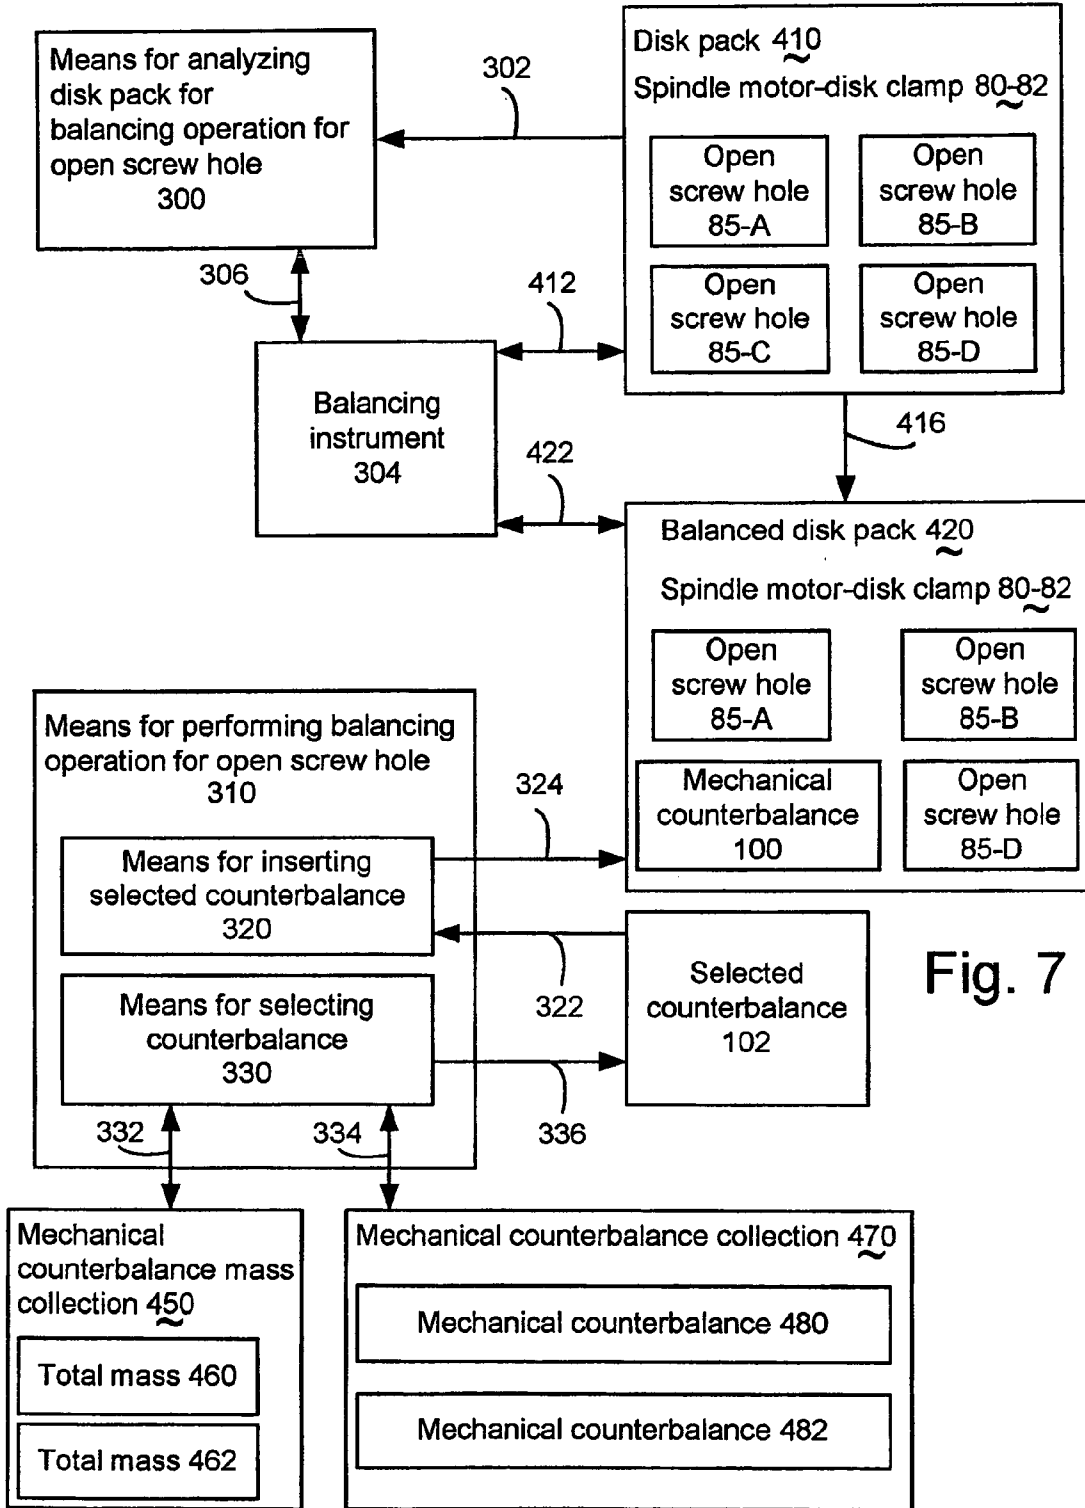 Means for analyzing
disk pack for
balancing operation for
open screw hole
300
302
Disk pack 410
Spindle motor-disk clamp 80-82
Open
screw hole
85-A
Open
screw hole
85-B
Open
screw hole
85-C
Open
screw hole
85-D
306
412
Balancing
instrument
304
416
422
Balanced disk pack 420
Spindle motor-disk clamp 80-82
Open
screw hole
85-A
Open
screw hole
85-B
Mechanical
counterbalance
100
Open
screw hole
85-D
Means for performing balancing
operation for open screw hole
310
324
Means for inserting
selected counterbalance
320
322
Means for selecting
counterbalance
330
Selected
counterbalance
102
Fig. 7
332
334
336
Mechanical
counterbalance mass
collection 450
Total mass 460
Total mass 462
Mechanical counterbalance collection 470
Mechanical counterbalance 480
Mechanical counterbalance 482